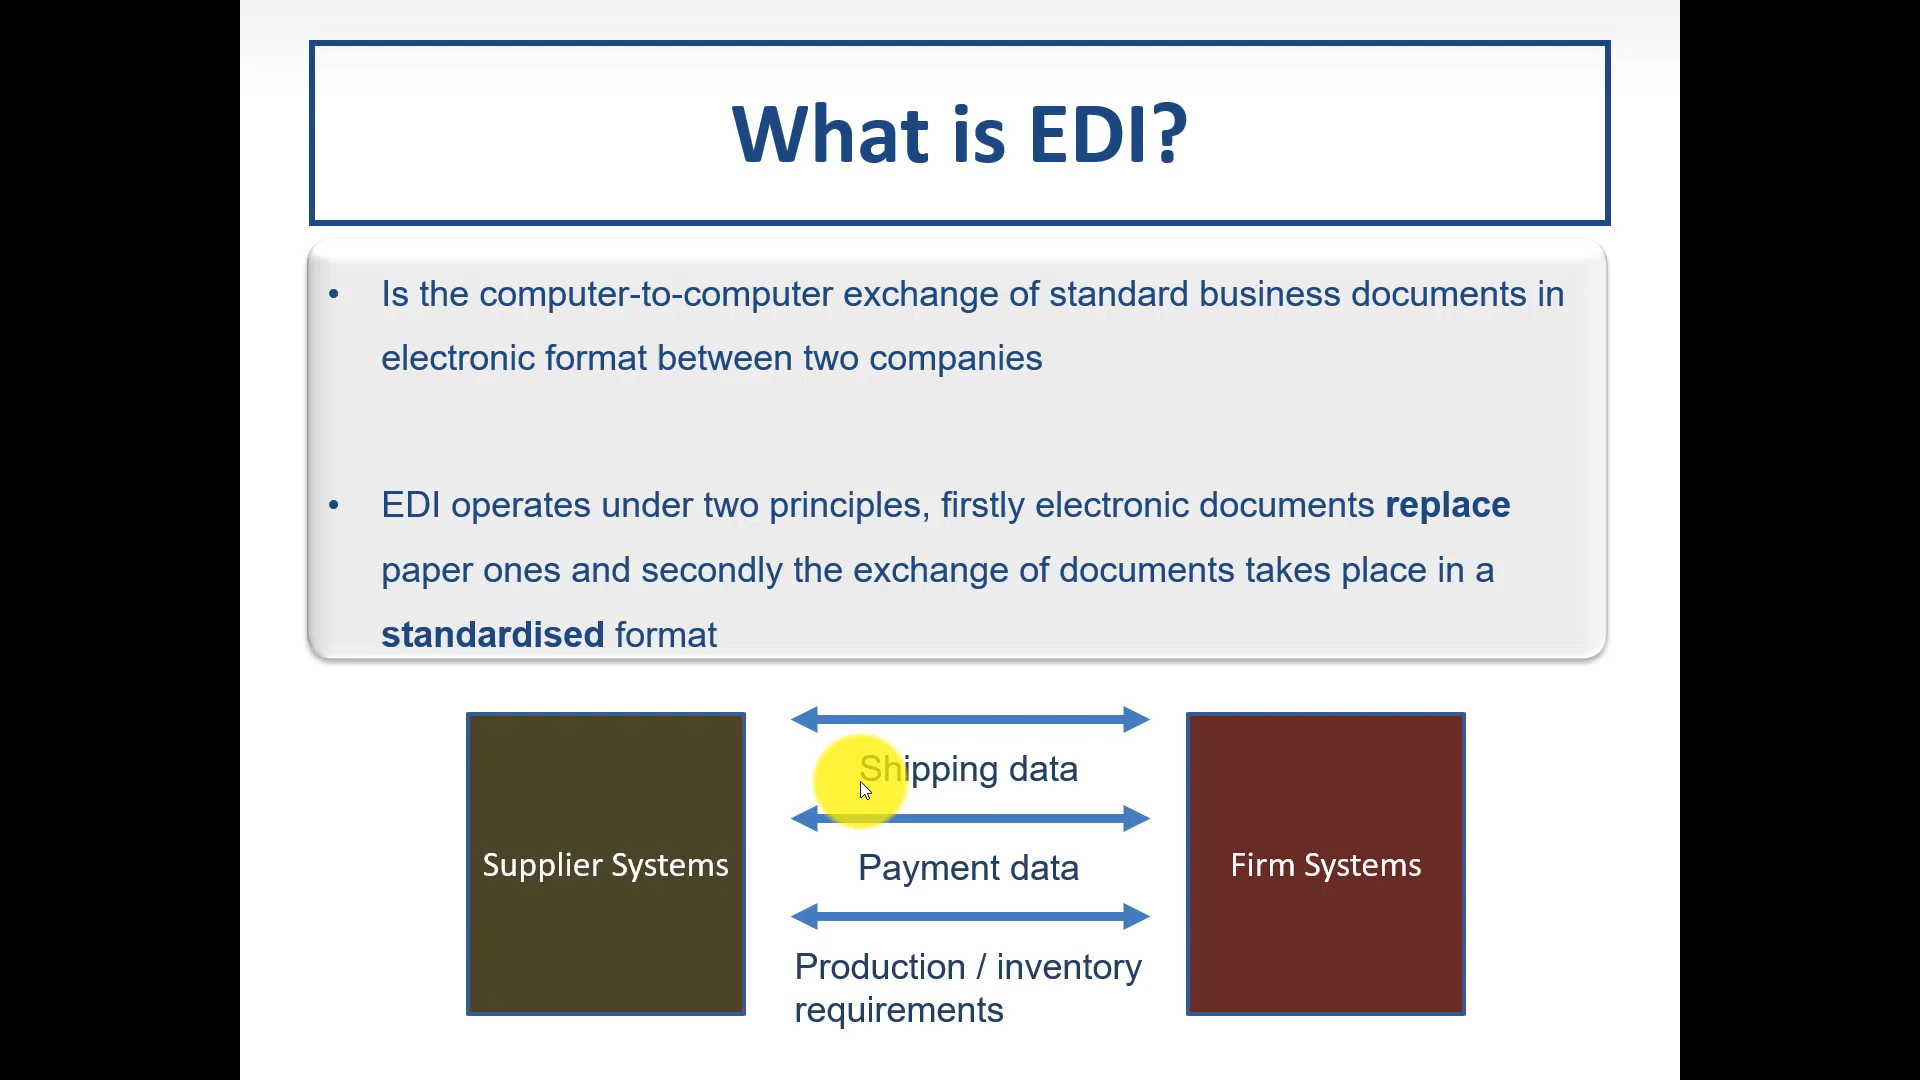 What is EDI?
• Is the computer-to-computer exchange of standard business documents in
electronic format between two companies
• EDI operates under two principles, firstly electronic documents replace
paper ones and secondly the exchange of documents takes place in a
standardised format
Supplier Systems
Shipping data
Payment data
Production / inventory
requirements
Firm Systems